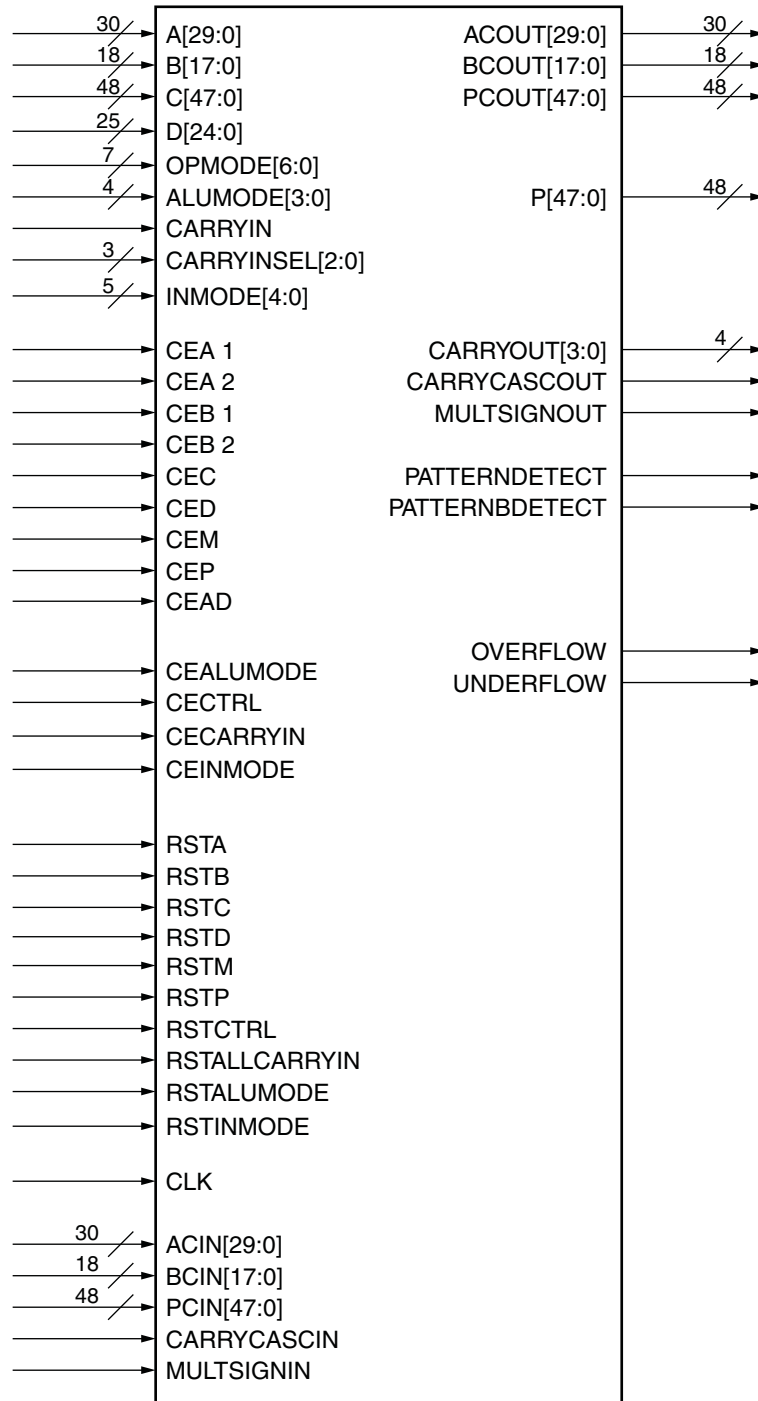 30 A[29:0] ACOUT[29:0] 30
18 B[17:0] BCOUT[17:0] 18
48 C[47:0] PCOUT[47:0] 48
25 D[24:0]
7 OPMODE[6:0]
4 ALUMODE[3:0] P[47:0] 48
CARRYIN
3 CARRYINSEL[2:0]
5 INMODE[4:0]
CEA 1 CARRYOUT[3:0] 4
CEA 2 CARRYCASCOUT
CEB 1 MULTSIGNOUT
CEB 2
CEC PATTERNDETECT
CED PATTERNBDETECT
CEM
CEP
CEAD
OVERFLOW
CEALUMODE UNDERFLOW
CECTRL
CECARRYIN
CEINMODE
RSTA
RSTB
RSTC
RSTD
RSTM
RSTP
RSTCTRL
RSTALLCARRYIN
RSTALUMODE
RSTINMODE
CLK
30 ACIN[29:0]
18 BCIN[17:0]
48 PCIN[47:0]
CARRYCASCIN
MULTSIGNIN